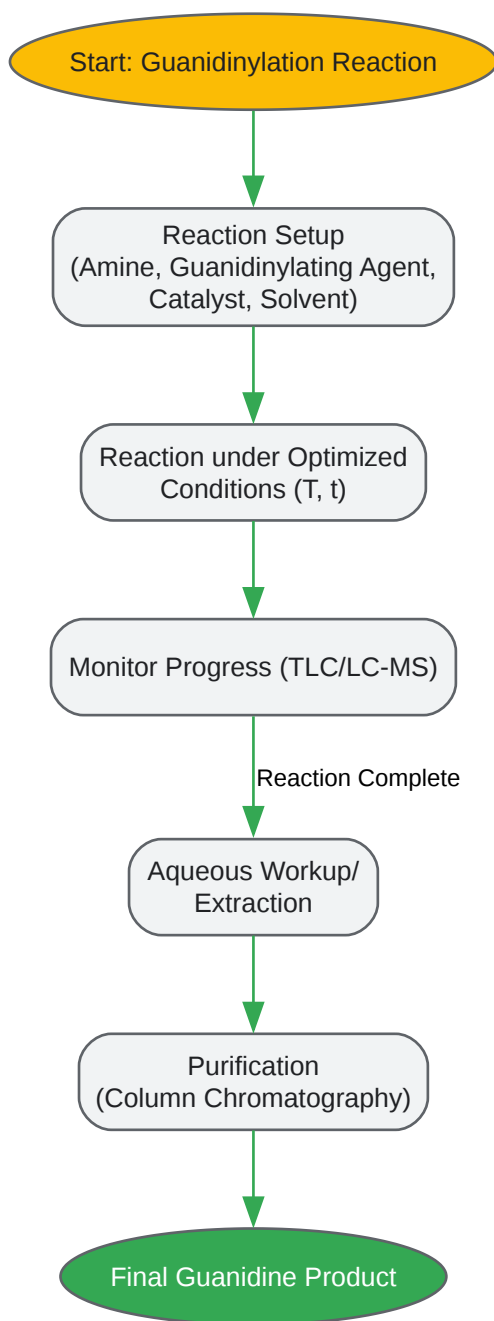 Start: Guanidinylation Reaction
Reaction Setup
(Amine, Guanidinylating Agent,
Catalyst, Solvent)
Reaction under Optimized
Conditions (T, t)
Monitor Progress (TLC/LC-MS)
Reaction Complete
Aqueous Workup/
Extraction
Purification
(Column Chromatography)
Final Guanidine Product